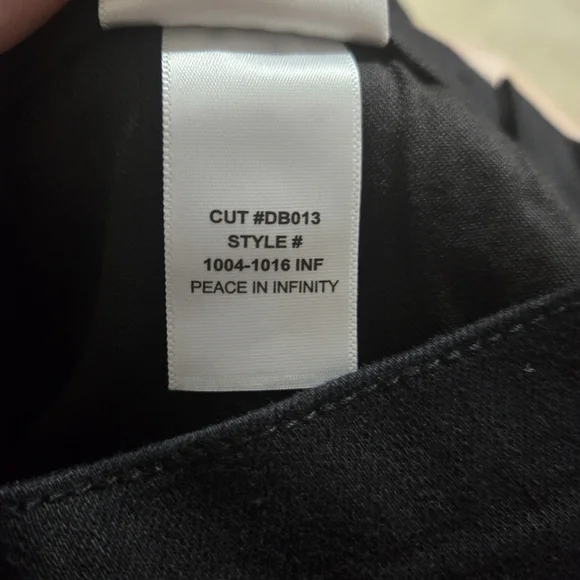 CUT #DB013
STYLE #
1004-1016 INF
PEACE IN INFINITY